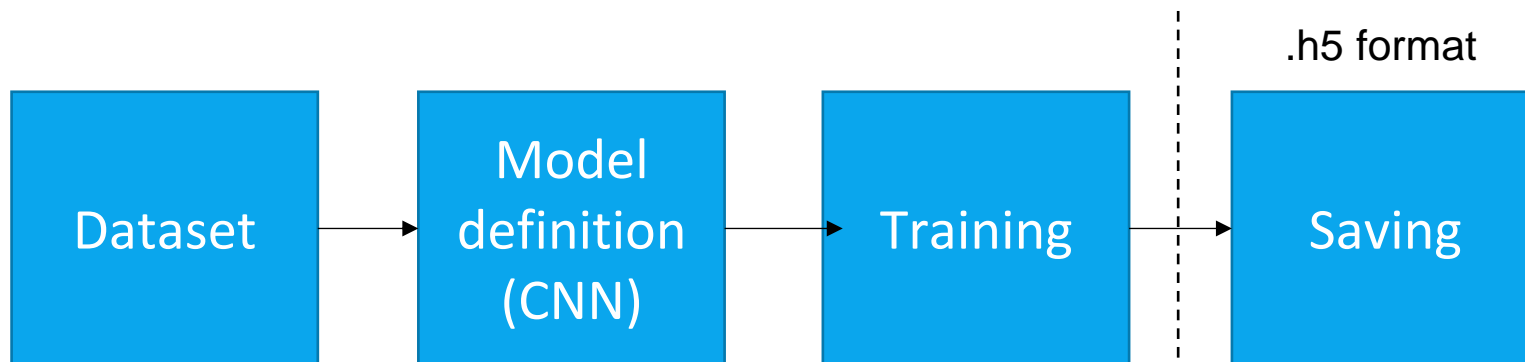 .h5 format
Dataset
Model
definition
(CNN)
Training
Saving